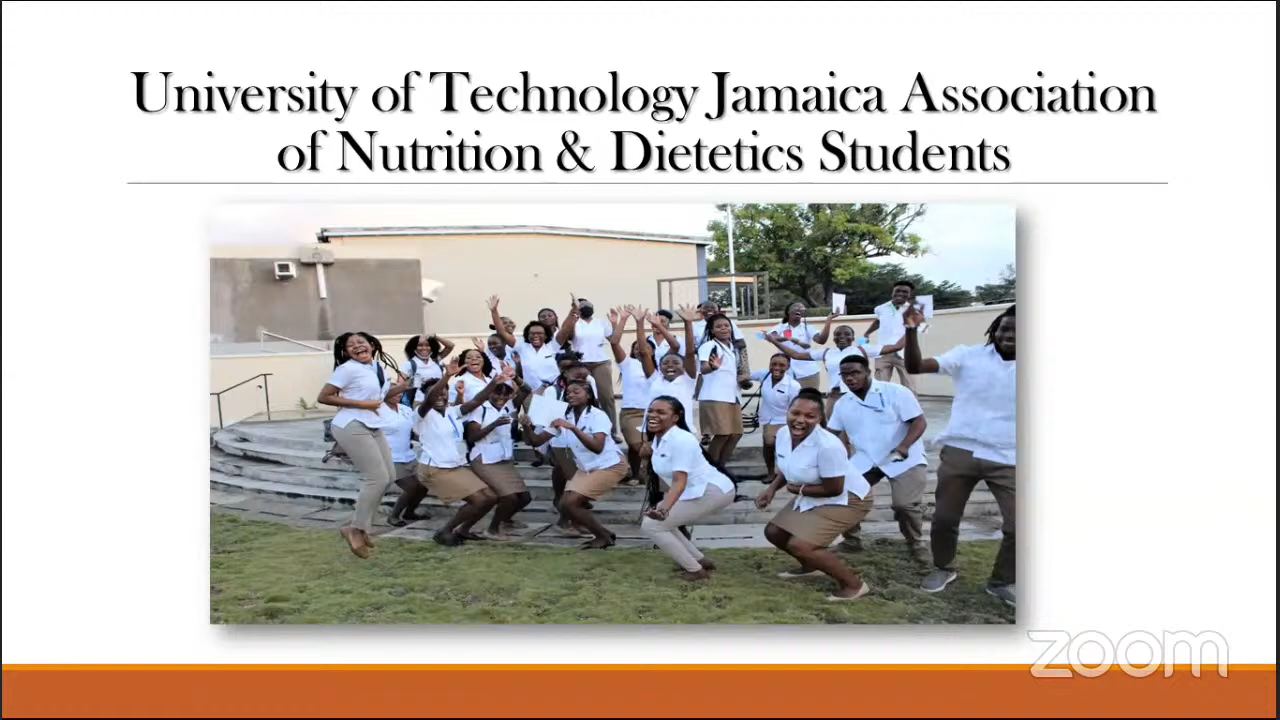 University of Technology Jamaica Association
of Nutrition & Dietetics Students
zoom